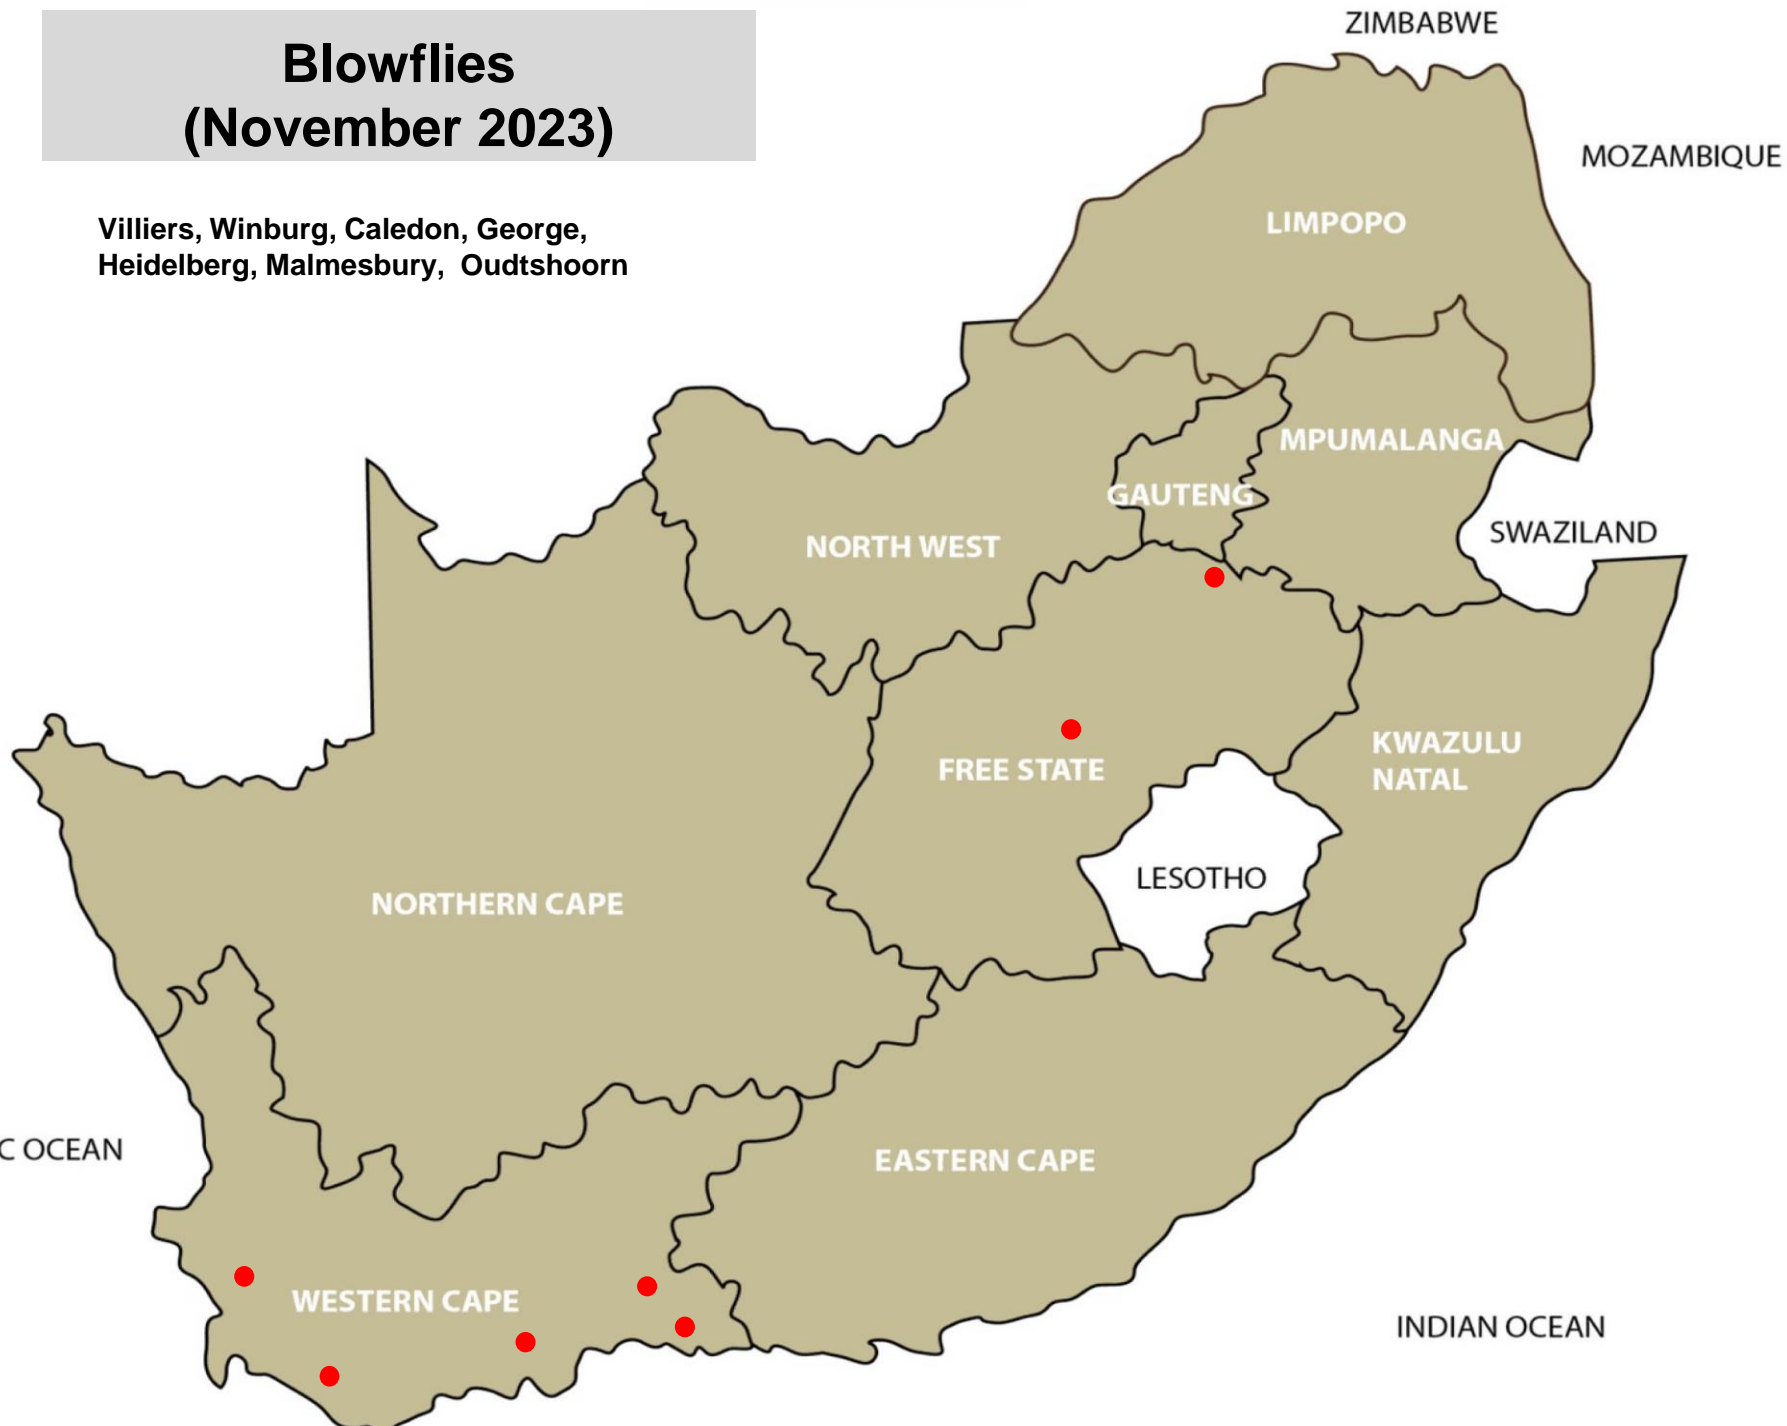 Blowflies
(November 2023)
Villiers, Winburg, Caledon, George,
Heidelberg, Malmesbury, Oudtshoorn
ZIMBABWE
MOZAMBIQUE
LIMPOPO
MPUMALANGA
GAUTENG
SWAZILAND
NORTH WEST
KWAZULU
NATAL
FREE STATE
LESOTHO
NORTHERN CAPE
C OCEAN
EASTERN CAPE
WESTERN CAPE
INDIAN OCEAN